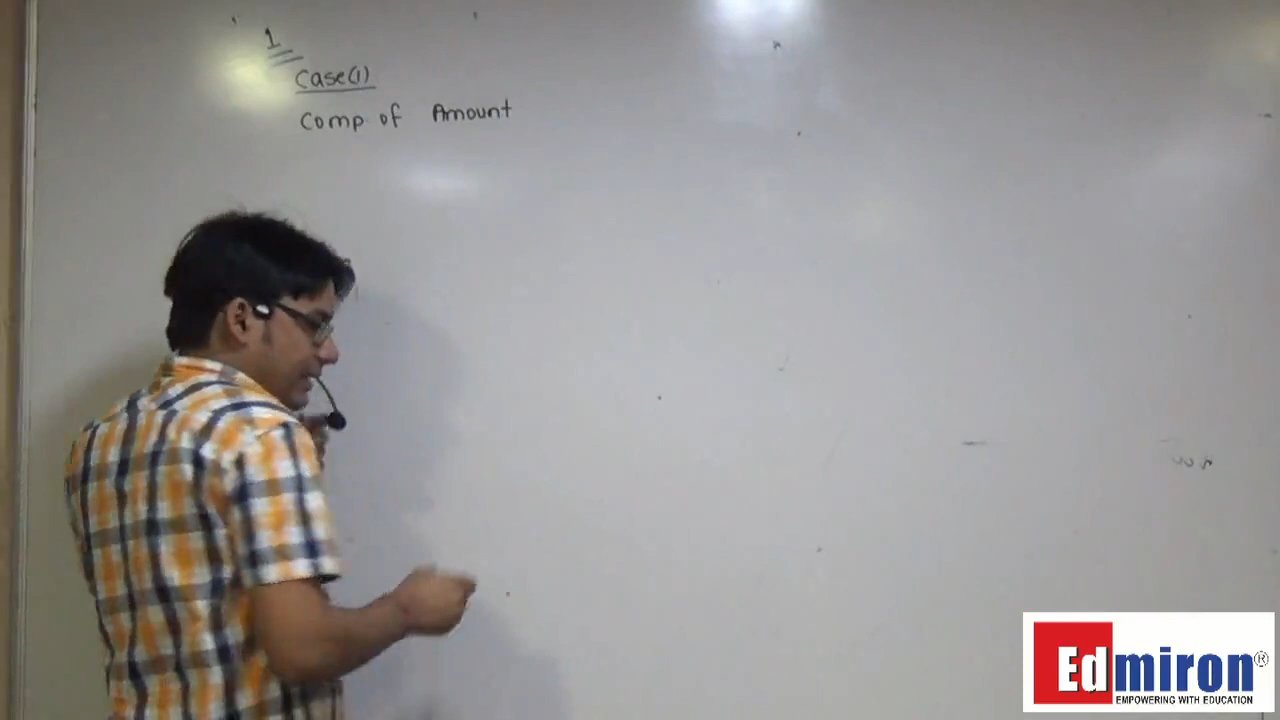 1
Case(1)
Comp of Amount
Edmiron®
EMPOWERING WITH EDUCATION